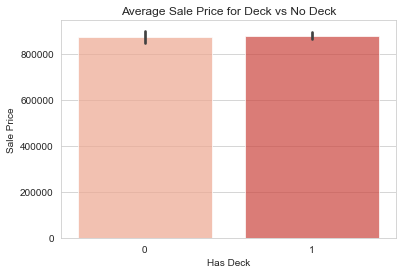 Average Sale Price for Deck vs No Deck
800000
600000
400000
200000
0
Sale Price
0 1
Has Deck